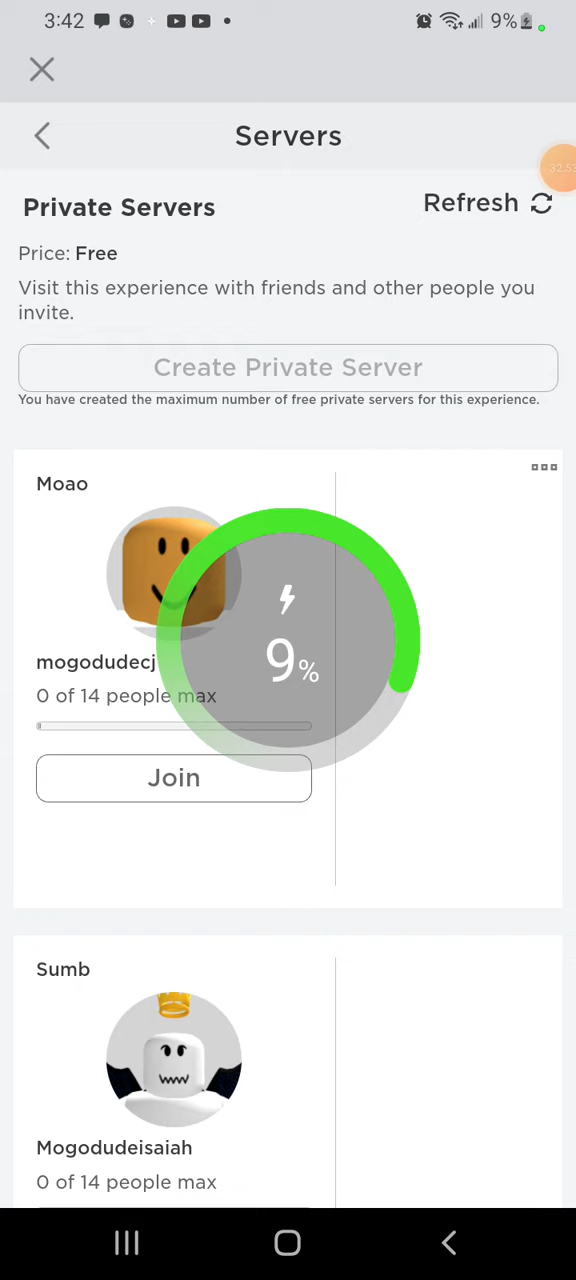 3:42
9%
Servers
32:53
Private Servers
Refresh
Price: Free
Visit this experience with friends and other people you
invite.
Create Private Server
You have created the maximum number of free private servers for this experience.
Moao
9%
mogodudecj
0 of 14 people max
Join
Sumb
Mogodudeisaiah
0 of 14 people max